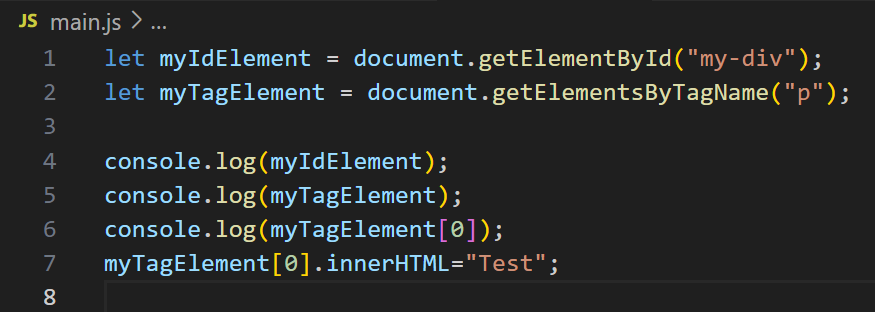 JS main.js > ...
1 let myIdElement = document.getElementById("my-div");
2 let myTagElement = document.getElementsByTagName("p");
3
4 console.log(myIdElement);
5 console.log(myTagElement);
6 console.log(myTagElement[0]);
7 myTagElement[0].innerHTML="Test";
8